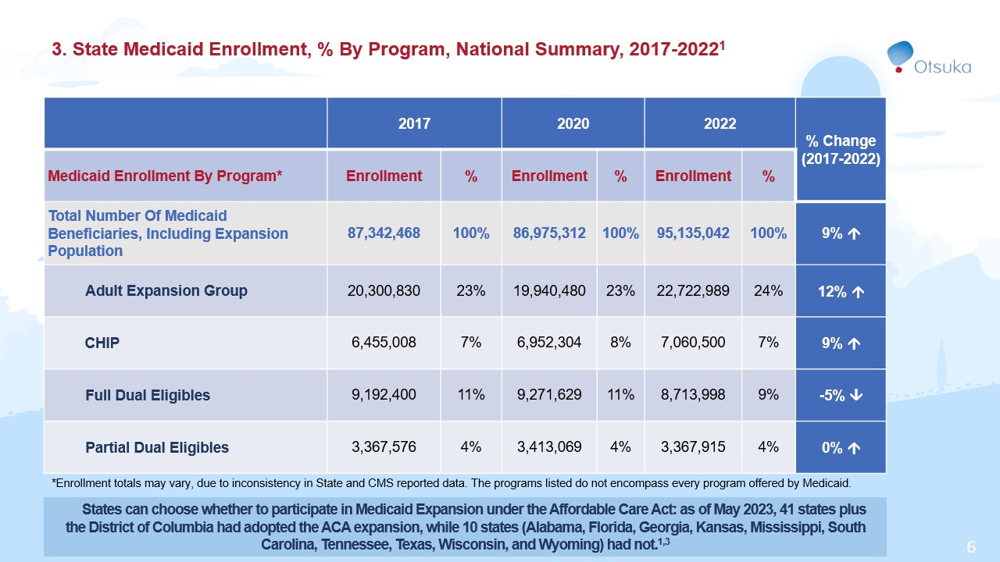 3. State Medicaid Enrollment, % By Program, National Summary, 2017-2022¹
Otsuka
2017 2020 2022 % Change
(2017-2022)
Medicaid Enrollment By Program* Enrollment % Enrollment % Enrollment %
Total Number Of Medicaid
Beneficiaries, Including Expansion
Population
87,342,468 100% 86,975,312 100% 95,135,042 100% 9% ↑
Adult Expansion Group 20,300,830 23% 19,940,480 23% 22,722,989 24% 12% ↑
CHIP 6,455,008 7% 6,952,304 8% 7,060,500 7% 9% ↑
Full Dual Eligibles 9,192,400 11% 9,271,629 11% 8,713,998 9% -5% ↓
Partial Dual Eligibles 3,367,576 4% 3,413,069 4% 3,367,915 4% 0% ↑
*Enrollment totals may vary, due to inconsistency in State and CMS reported data. The programs listed do not encompass every program offered by Medicaid.
States can choose whether to participate in Medicaid Expansion under the Affordable Care Act: as of May 2023, 41 states plus
the District of Columbia had adopted the ACA expansion, while 10 states (Alabama, Florida, Georgia, Kansas, Mississippi, South
Carolina, Tennessee, Texas, Wisconsin, and Wyoming) had not.¹,³
6